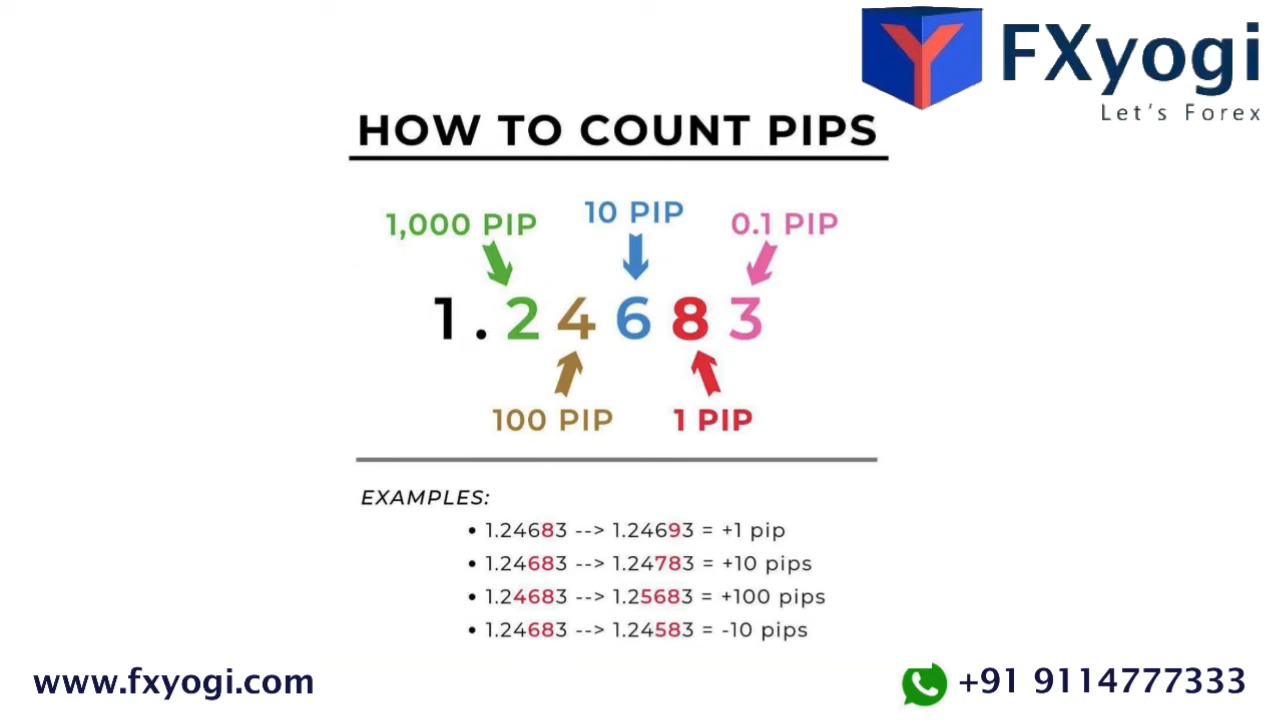 FXyogi
Let's Forex
HOW TO COUNT PIPS
1,000 PIP 10 PIP 0.1 PIP
1.24683
100 PIP 1 PIP
EXAMPLES:
• 1.24683 --> 1.24693 = +1 pip
• 1.24683 --> 1.24783 = +10 pips
• 1.24683 --> 1.25683 = +100 pips
• 1.24683 --> 1.24583 = -10 pips
www.fxyogi.com +91 9114777333